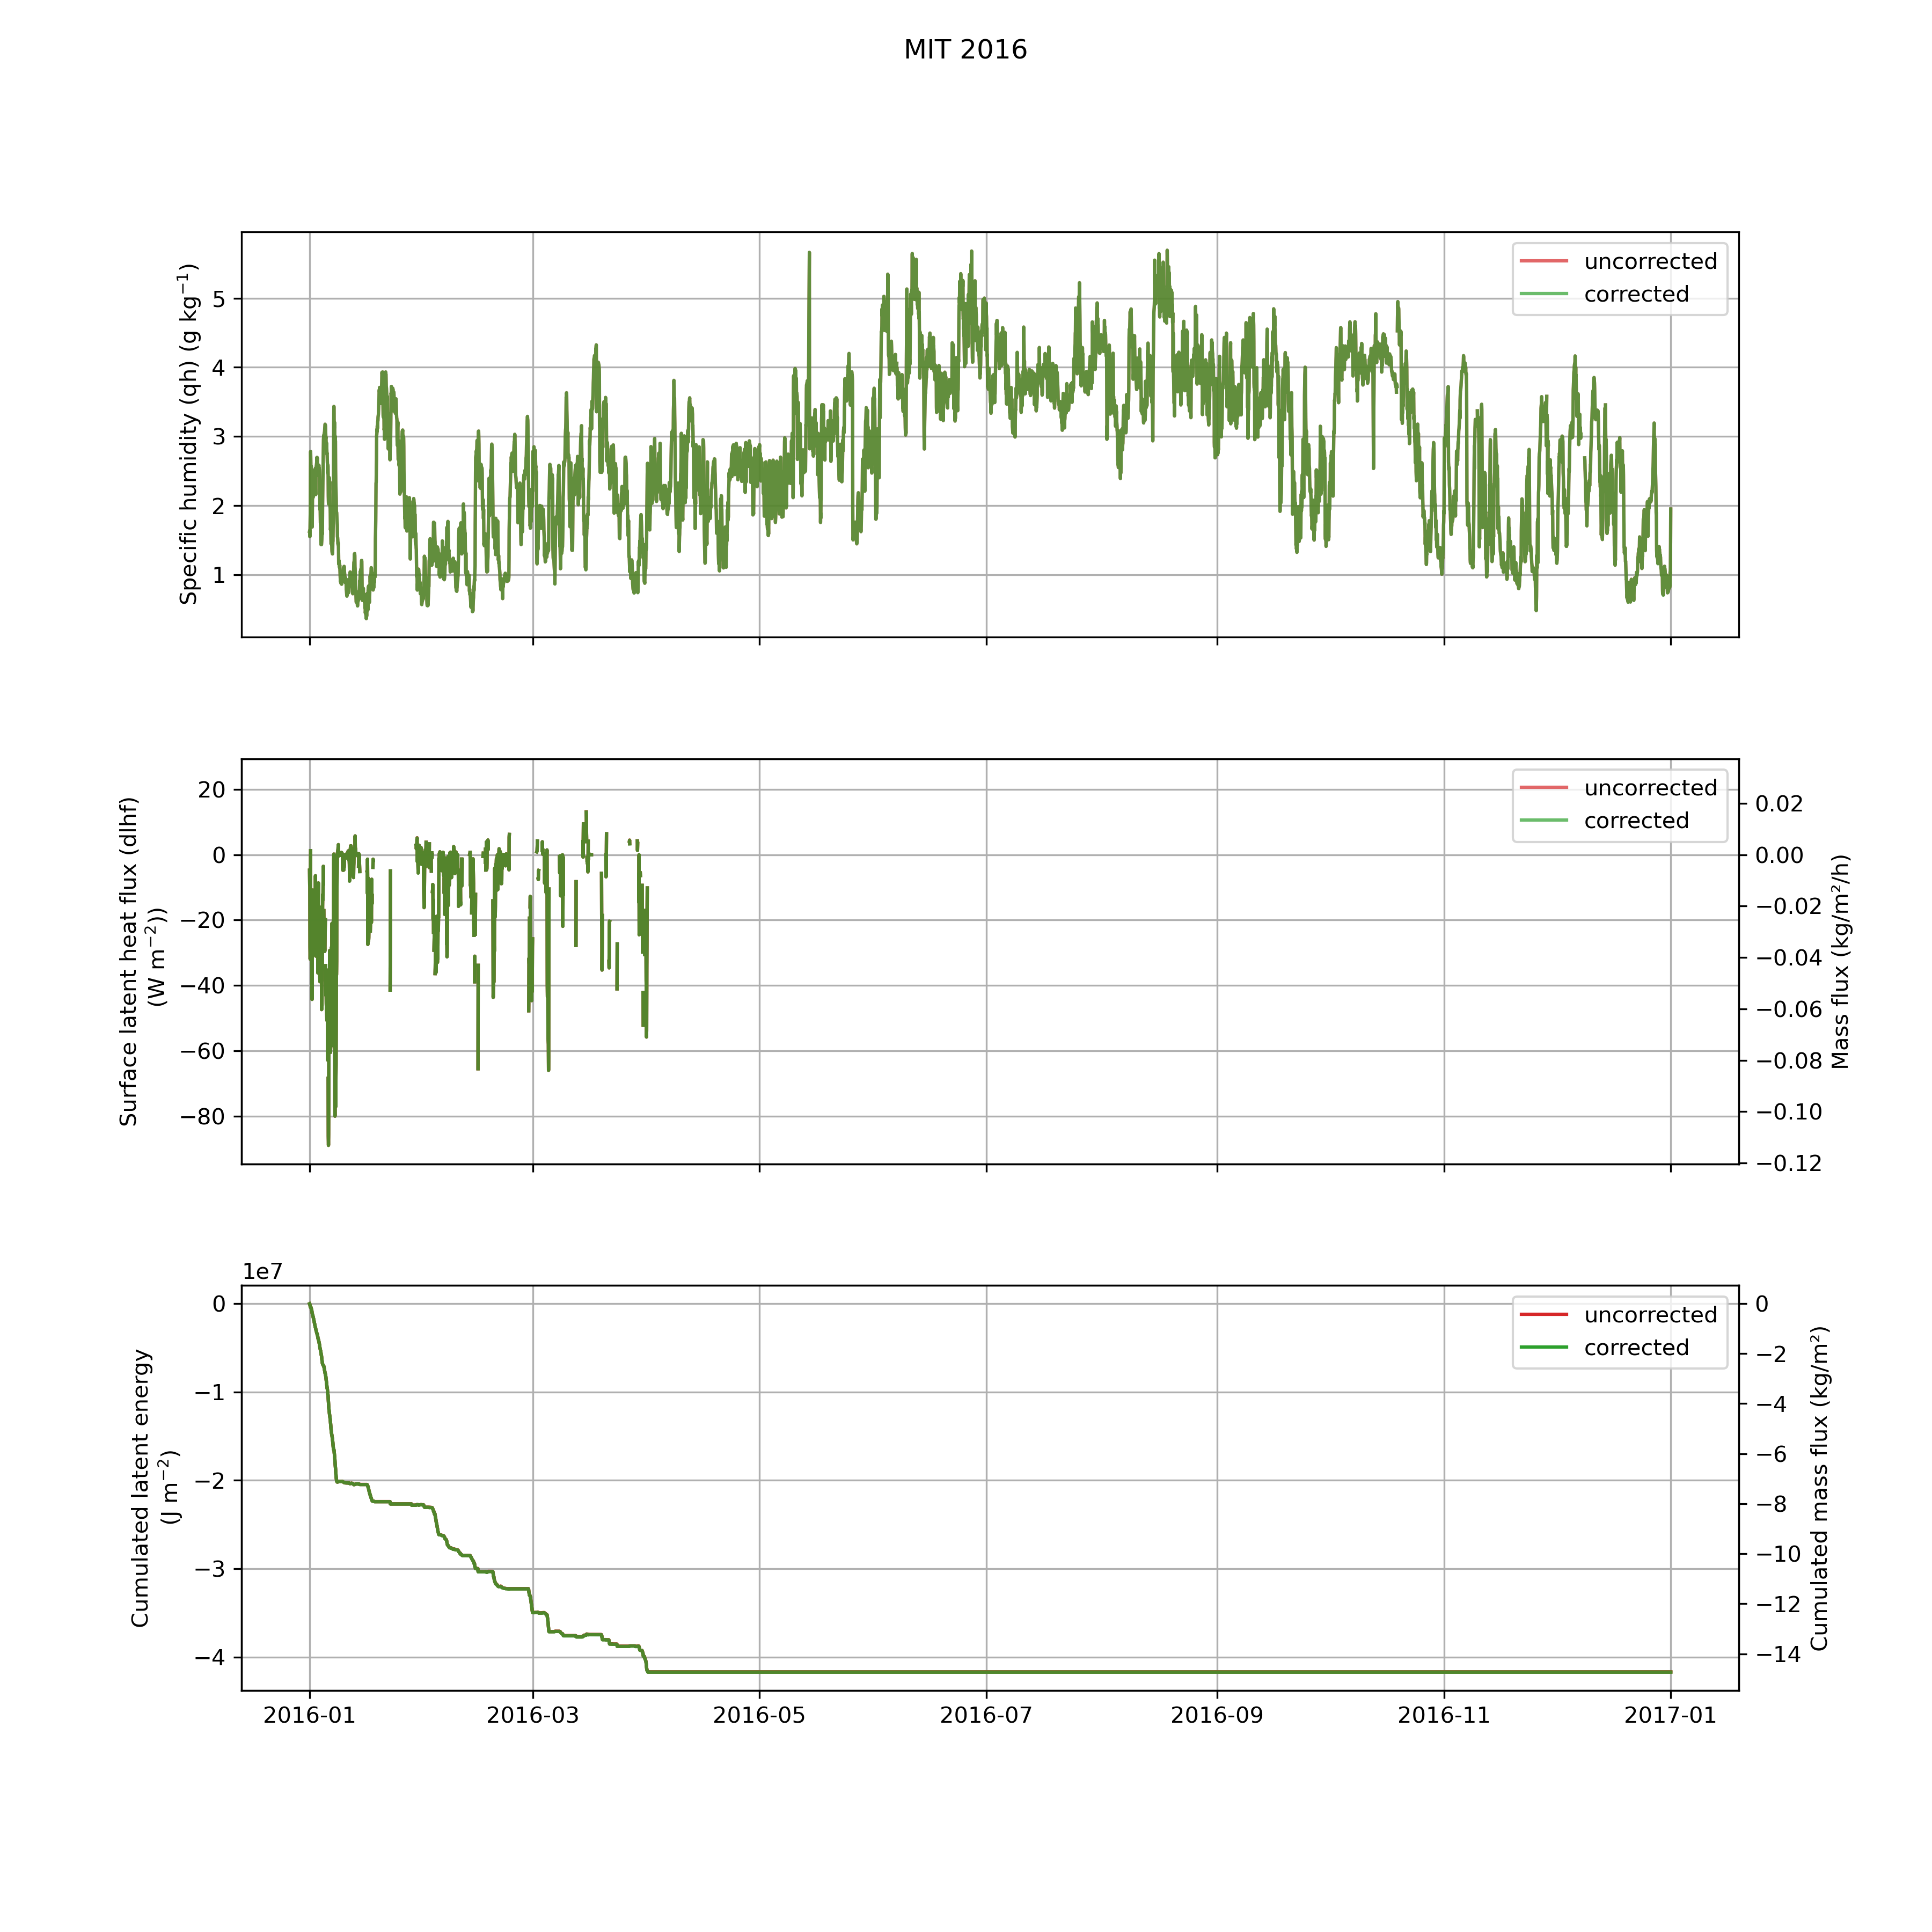 MIT 2016
Specific humidity (qh) (g kg⁻¹)
5
4
3
2
1
uncorrected
corrected
Surface latent heat flux (dlhf)
(W m⁻²))
20
0
−20
−40
−60
−80
uncorrected
corrected
0.02
0.00
−0.02
−0.04
−0.06
−0.08
−0.10
−0.12
Mass flux (kg/m²/h)
1e7
Cumulated latent energy
(J m⁻²)
0
−1
−2
−3
−4
uncorrected
corrected
0
−2
−4
−6
−8
−10
−12
−14
Cumulated mass flux (kg/m²)
2016-01 2016-03 2016-05 2016-07 2016-09 2016-11 2017-01